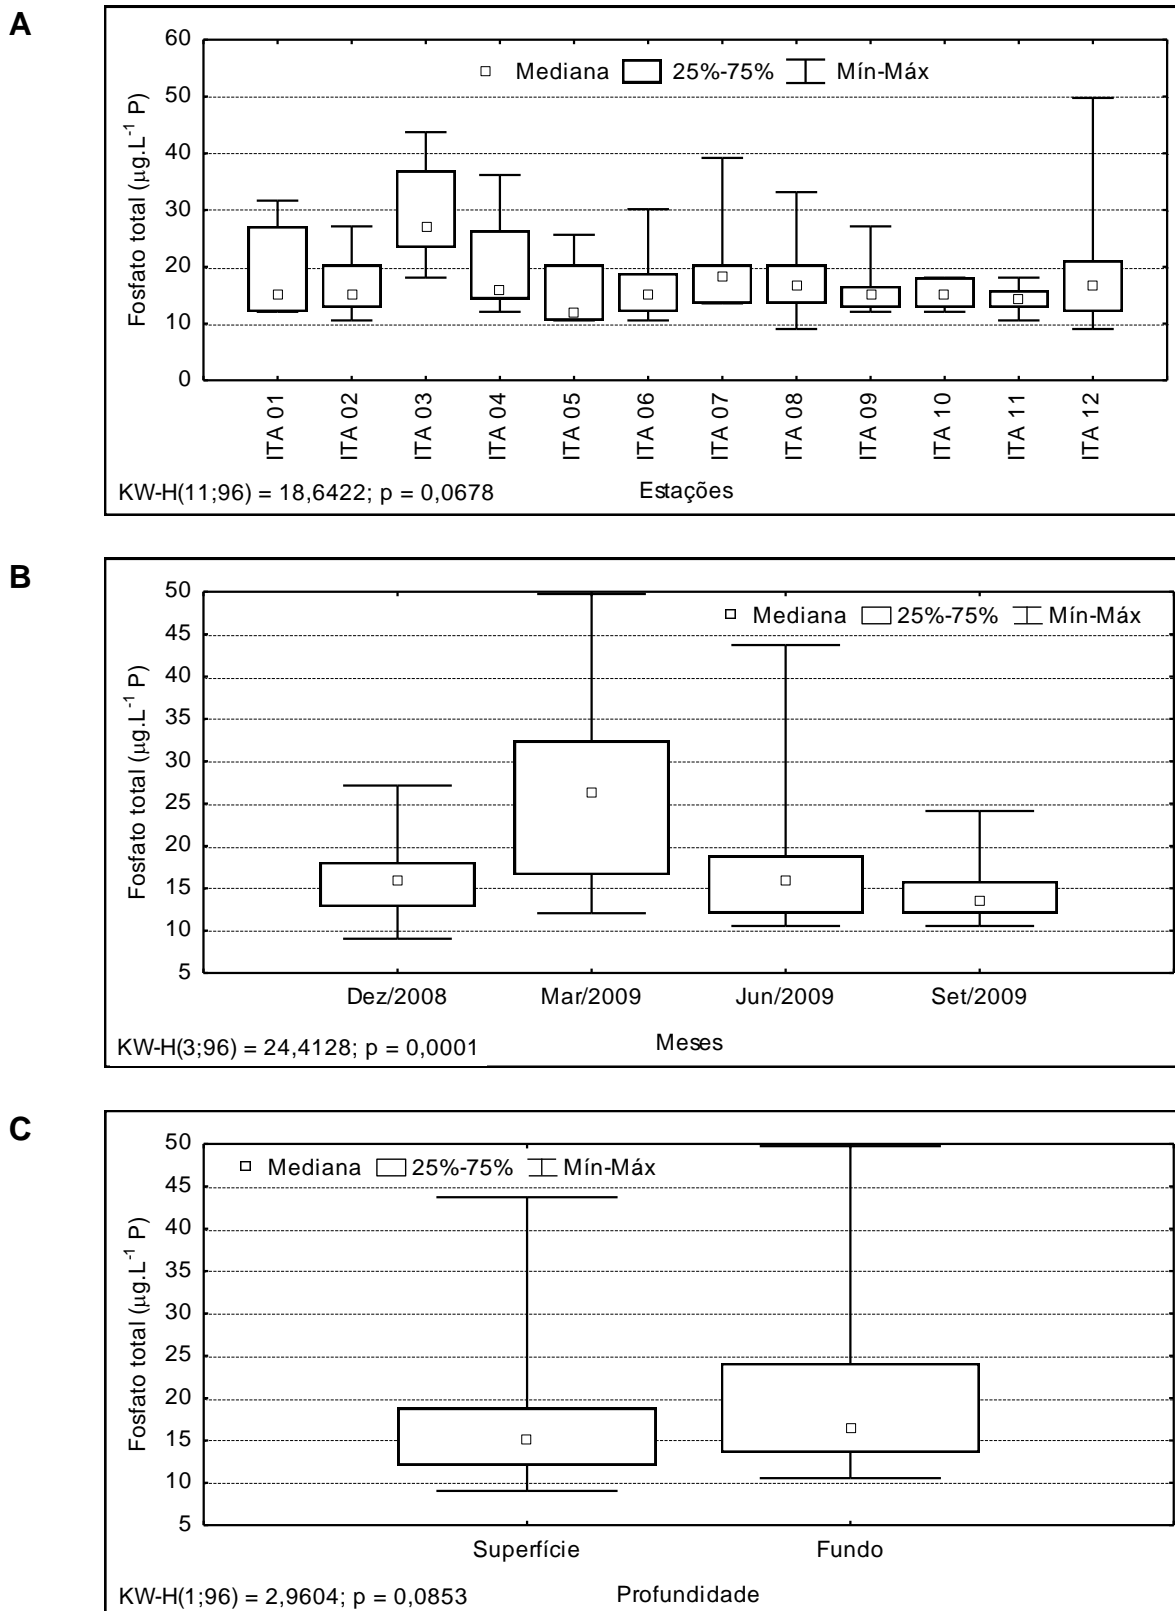 A
60
50
40
30
20
10
0
Fosfato total (µg.L⁻¹ P)
Mediana 25%-75% Mín-Máx
ITA 01
ITA 02
ITA 03
ITA 04
ITA 05
ITA 06
ITA 07
ITA 08
ITA 09
ITA 10
ITA 11
ITA 12
KW-H(11;96) = 18,6422; p = 0,0678
Estações
B
50
45
40
35
30
25
20
15
10
5
Fosfato total (µg.L⁻¹ P)
Mediana 25%-75% Mín-Máx
Dez/2008 Mar/2009 Jun/2009 Set/2009
KW-H(3;96) = 24,4128; p = 0,0001
Meses
C
50
45
40
35
30
25
20
15
10
5
Fosfato total (µg.L⁻¹ P)
Mediana 25%-75% Mín-Máx
Superfície Fundo
KW-H(1;96) = 2,9604; p = 0,0853
Profundidade